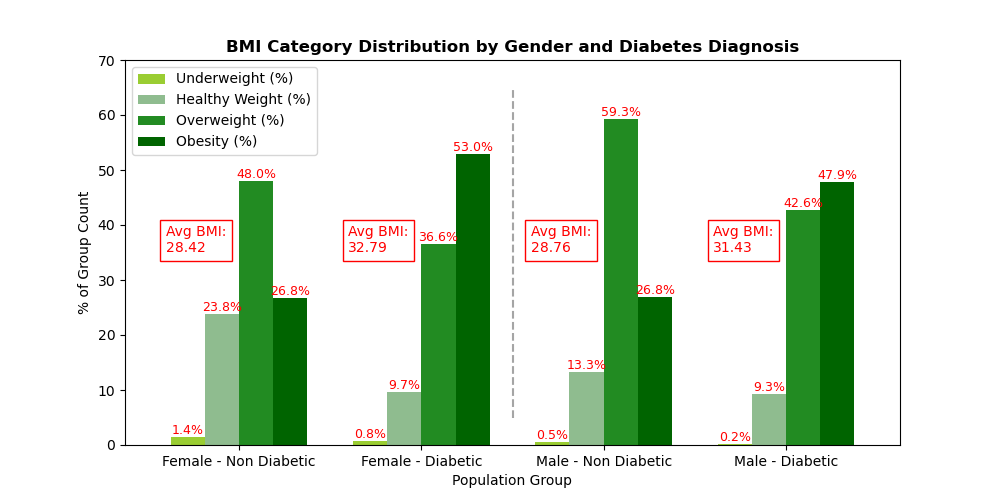 BMI Category Distribution by Gender and Diabetes Diagnosis
% of Group Count
70
60
50
40
30
20
10
0
Underweight (%)
Healthy Weight (%)
Overweight (%)
Obesity (%)
Avg BMI:
28.42
1.4%
23.8%
48.0%
26.8%
Avg BMI:
32.79
0.8%
9.7%
36.6%
53.0%
Avg BMI:
28.76
0.5%
13.3%
59.3%
26.8%
Avg BMI:
31.43
0.2%
9.3%
42.6%
47.9%
Female - Non Diabetic
Female - Diabetic
Male - Non Diabetic
Male - Diabetic
Population Group